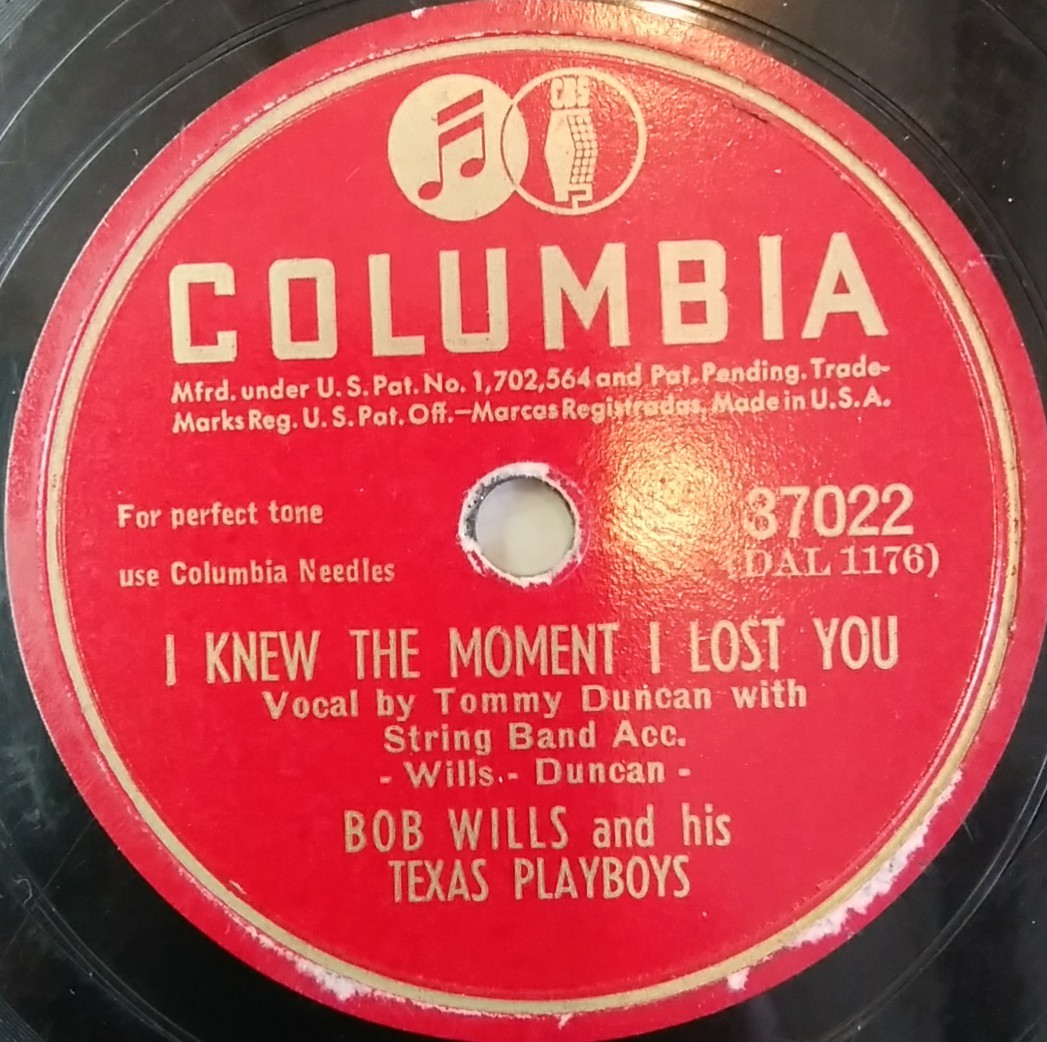 CBS
COLUMBIA
Mfrd. under U. S. Pat. No. 1,702,564 and Pat. Pending. Trade-
Marks Reg. U. S. Pat. Off.—Marcas Registradas. Made in U.S.A.
For perfect tone
use Columbia Needles
37022
(DAL 1176)
I KNEW THE MOMENT I LOST YOU
Vocal by Tommy Duncan with
String Band Acc.
- Wills.- Duncan -
BOB WILLS and his
TEXAS PLAYBOYS